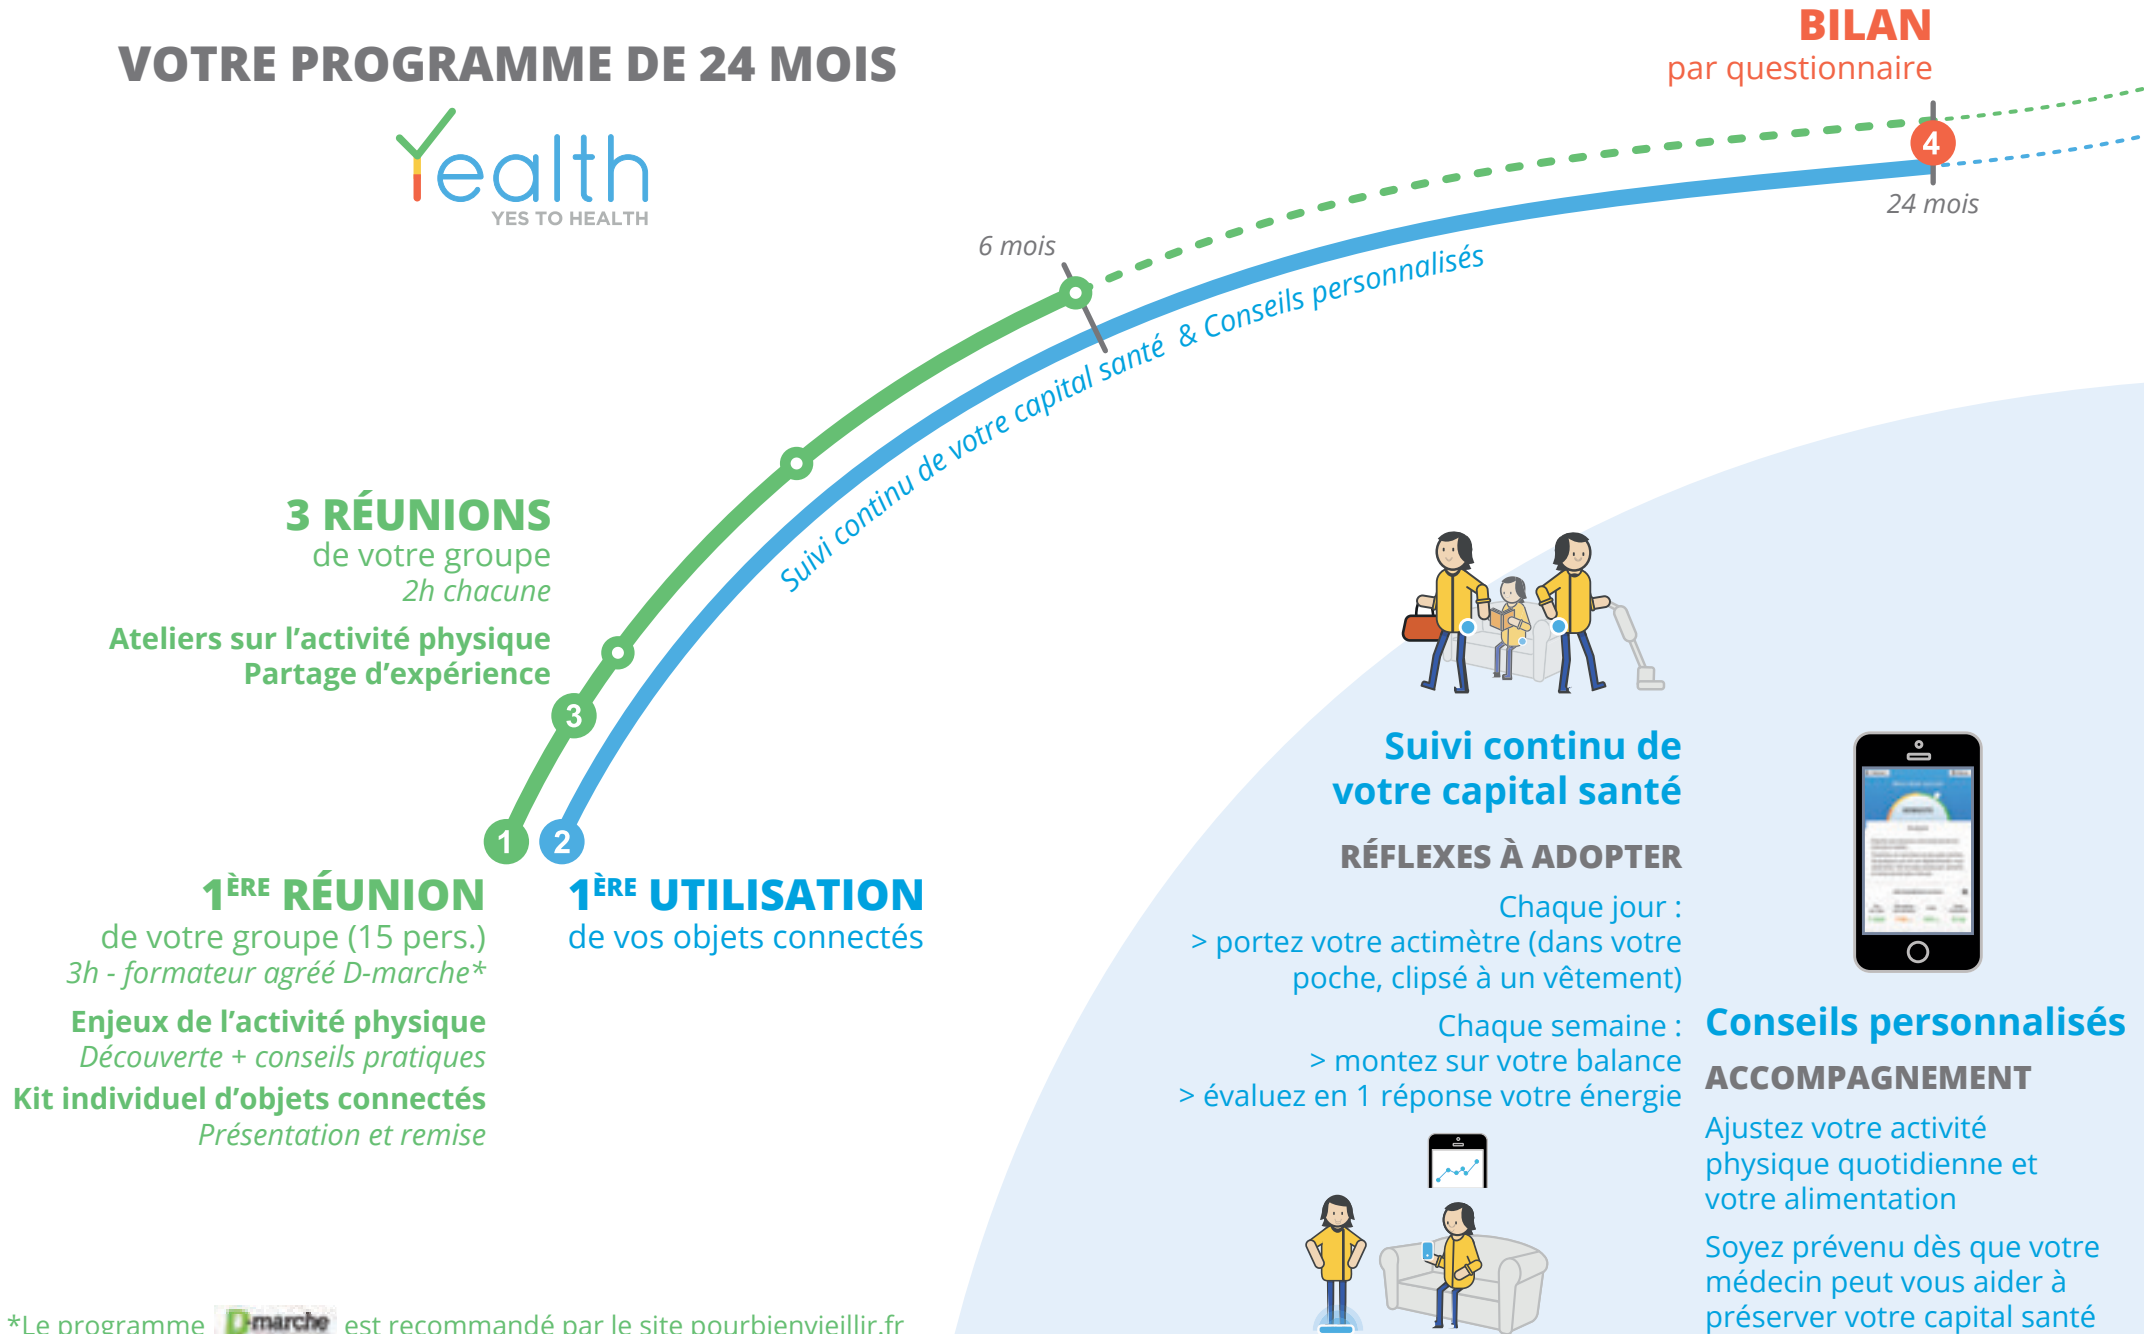 VOTRE PROGRAMME DE 24 MOIS
Yealth
YES TO HEALTH
BILAN
par questionnaire
4
24 mois
6 mois
Suivi continu de votre capital santé & Conseils personnalisés
3 RÉUNIONS
de votre groupe
2h chacune
Ateliers sur l’activité physique
Partage d’expérience
3
1
2
1ÈRE RÉUNION
de votre groupe (15 pers.)
3h - formateur agréé D-marche*
Enjeux de l’activité physique
Découverte + conseils pratiques
Kit individuel d’objets connectés
Présentation et remise
1ÈRE UTILISATION
de vos objets connectés
Suivi continu de
votre capital santé
RÉFLEXES À ADOPTER
Chaque jour :
> portez votre actimètre (dans votre
poche, clipsé à un vêtement)
Chaque semaine :
> montez sur votre balance
> évaluez en 1 réponse votre énergie
Conseils personnalisés
ACCOMPAGNEMENT
Ajustez votre activité
physique quotidienne et
votre alimentation
Soyez prévenu dès que votre
médecin peut vous aider à
préserver votre capital santé
*Le programme D-marche est recommandé par le site pourbienvieillir.fr